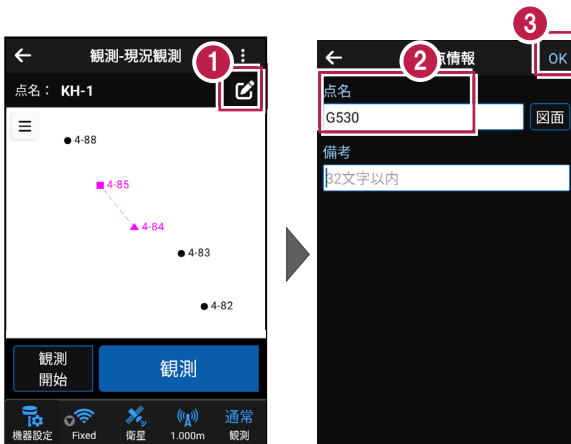 観測-現況観測
1
点名： KH-1
4-88
4-85
4-84
4-83
4-82
観測
開始
観測
機器設定
Fixed
衛星
1.000m
通常
観測
3
2
点情報
OK
点名
G530
図面
備考
32文字以内